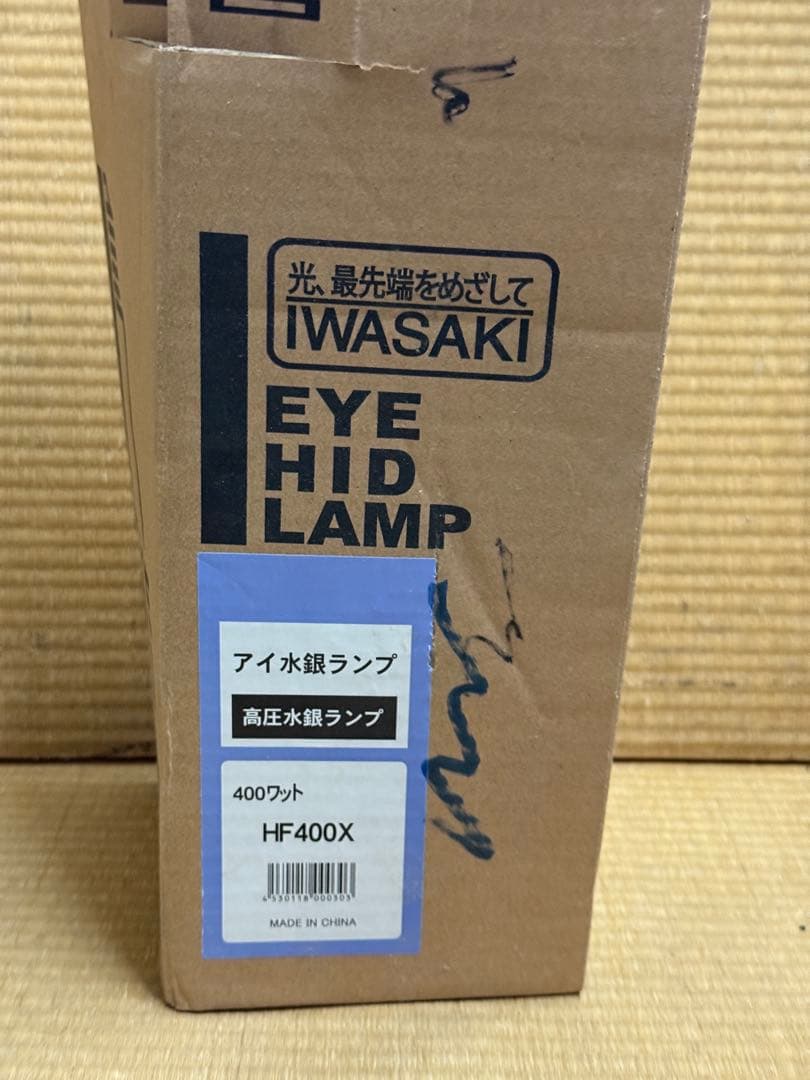 光、最先端をめざして
IWASAKI
EYE
HID
LAMP
アイ水銀ランプ
高圧水銀ランプ
400ワット
HF400X
4530118000303
MADE IN CHINA